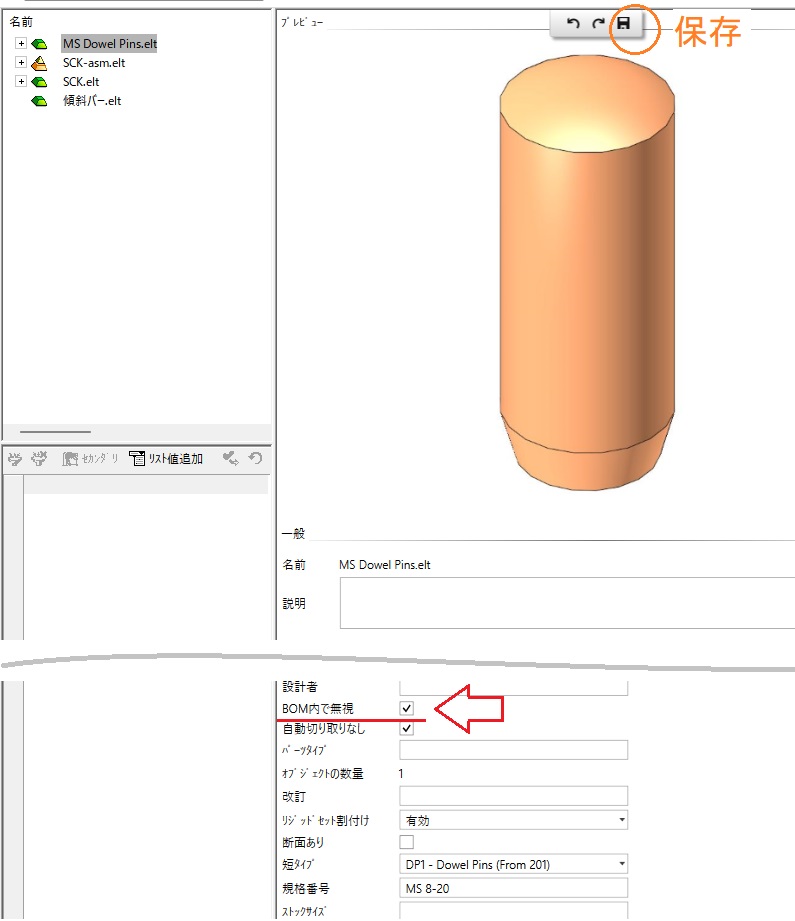 名前
MS Dowel Pins.elt
SCK-asm.elt
SCK.elt
傾斜バー.elt
プレビュー
保存
セカンダリ リスト値追加
一般
名前 MS Dowel Pins.elt
説明
設計者
BOM内で無視
自動切り取りなし
パーツタイプ
オブジェクトの数量 1
改訂
リジッドセット割付け 有効
断面あり
短タイプ DP1 - Dowel Pins (From 201)
規格番号 MS 8-20
ストックサイズ